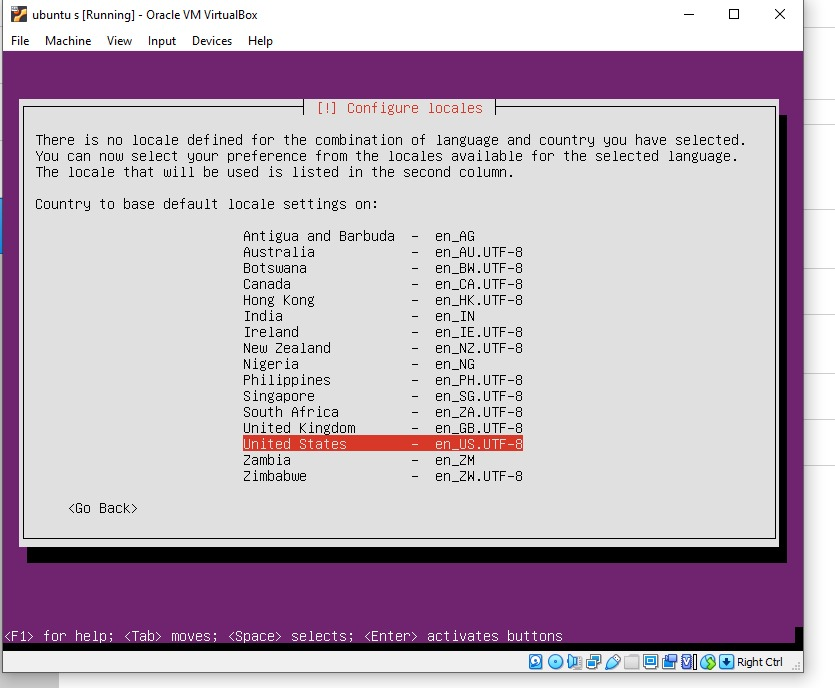 ubuntu s [Running] - Oracle VM VirtualBox
File Machine View Input Devices Help
[!] Configure locales
There is no locale defined for the combination of language and country you have selected.
You can now select your preference from the locales available for the selected language.
The locale that will be used is listed in the second column.
Country to base default locale settings on:
Antigua and Barbuda - en_AG
Australia - en_AU.UTF-8
Botswana - en_BW.UTF-8
Canada - en_CA.UTF-8
Hong Kong - en_HK.UTF-8
India - en_IN
Ireland - en_IE.UTF-8
New Zealand - en_NZ.UTF-8
Nigeria - en_NG
Philippines - en_PH.UTF-8
Singapore - en_SG.UTF-8
South Africa - en_ZA.UTF-8
United Kingdom - en_GB.UTF-8
United States - en_US.UTF-8
Zambia - en_ZM
Zimbabwe - en_ZW.UTF-8
<Go Back>
<F1> for help; <Tab> moves; <Space> selects; <Enter> activates buttons
Right Ctrl